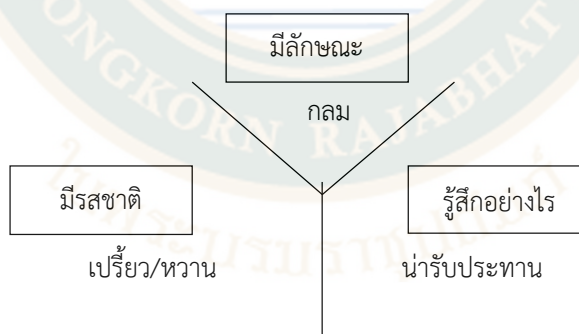 ONGKORN RAJABHAT
มีลักษณะ
กลม
มีรสชาติ
รู้สึกอย่างไร
เปรี้ยว/หวาน
น่ารับประทาน